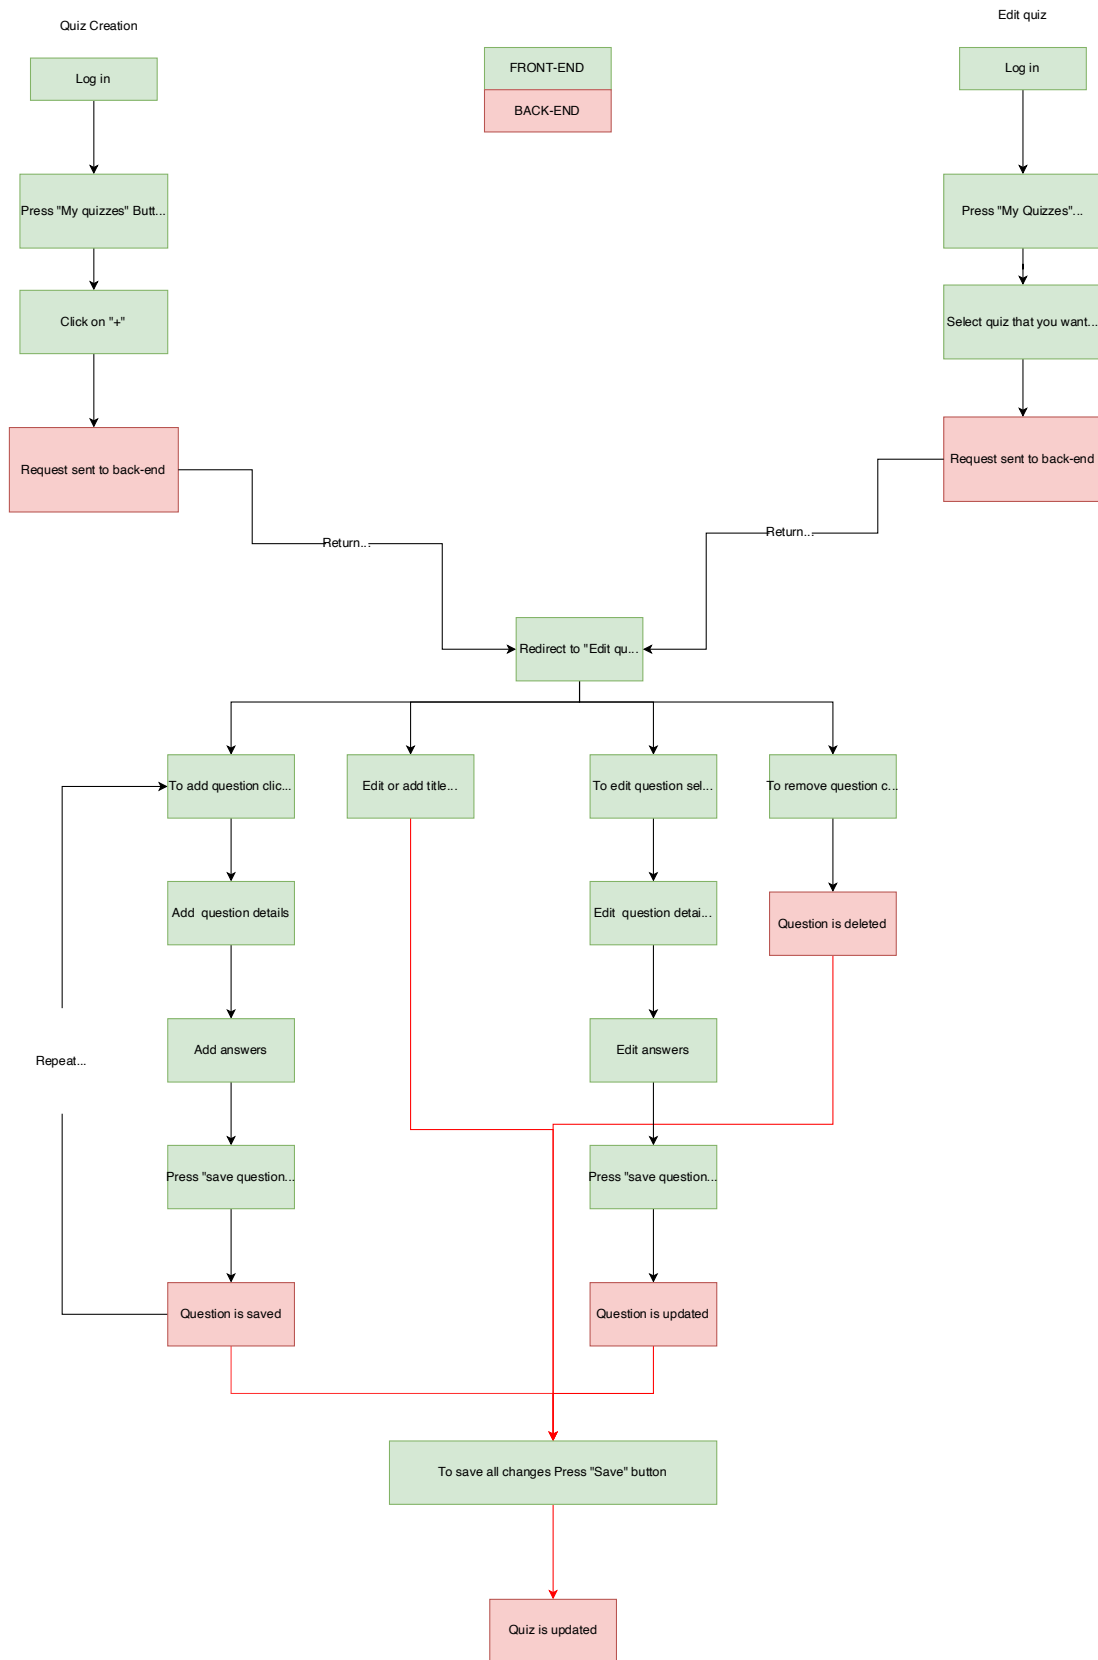 Quiz Creation
Edit quiz
Log in
FRONT-END
BACK-END
Log in
Press "My quizzes" Butt...
Press "My Quizzes"...
Click on "+"
Select quiz that you want...
Request sent to back-end
Request sent to back-end
Return...
Return...
Redirect to "Edit qu...
To add question clic...
Edit or add title...
To edit question sel...
To remove question c...
Add  question details
Edit  question detai...
Question is deleted
Add answers
Edit answers
Repeat...
Press "save question...
Press "save question...
Question is saved
Question is updated
To save all changes Press "Save" button
Quiz is updated